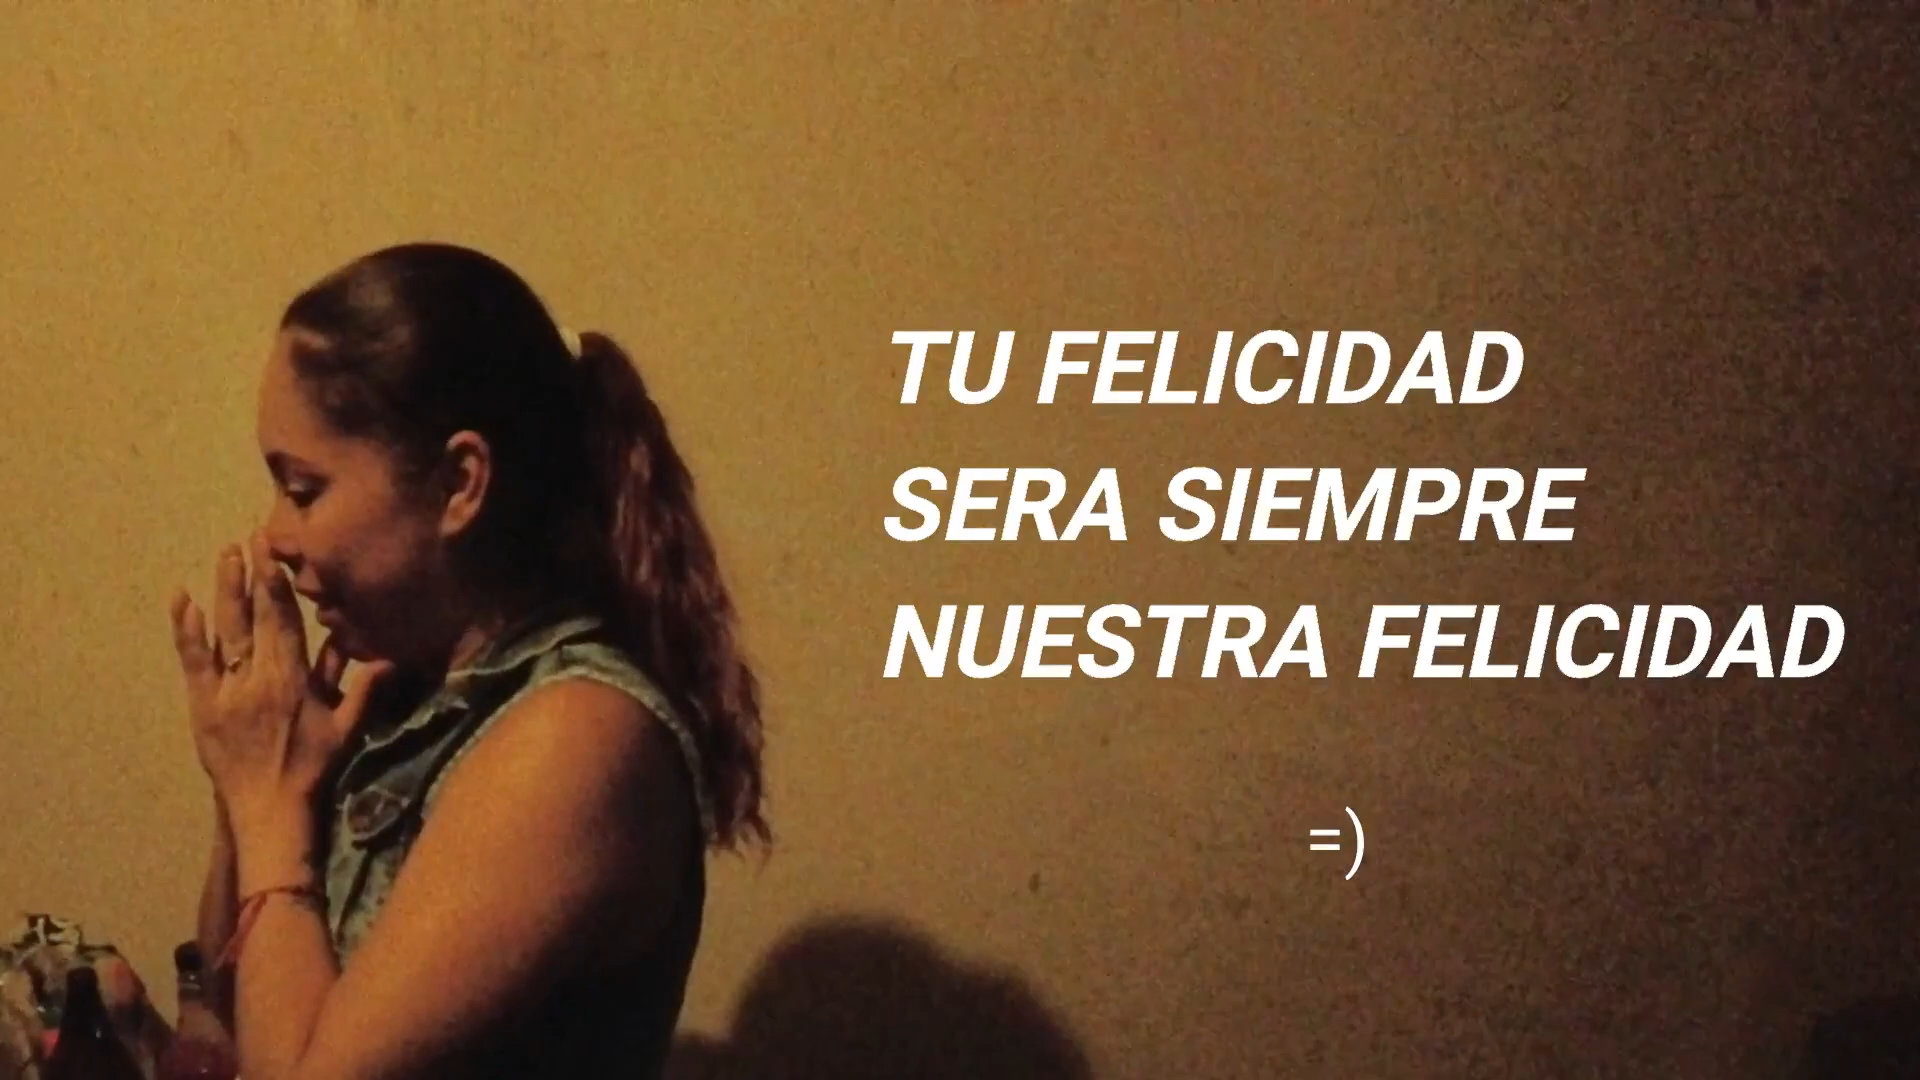 TU FELICIDAD
SERA SIEMPRE
NUESTRA FELICIDAD
=)